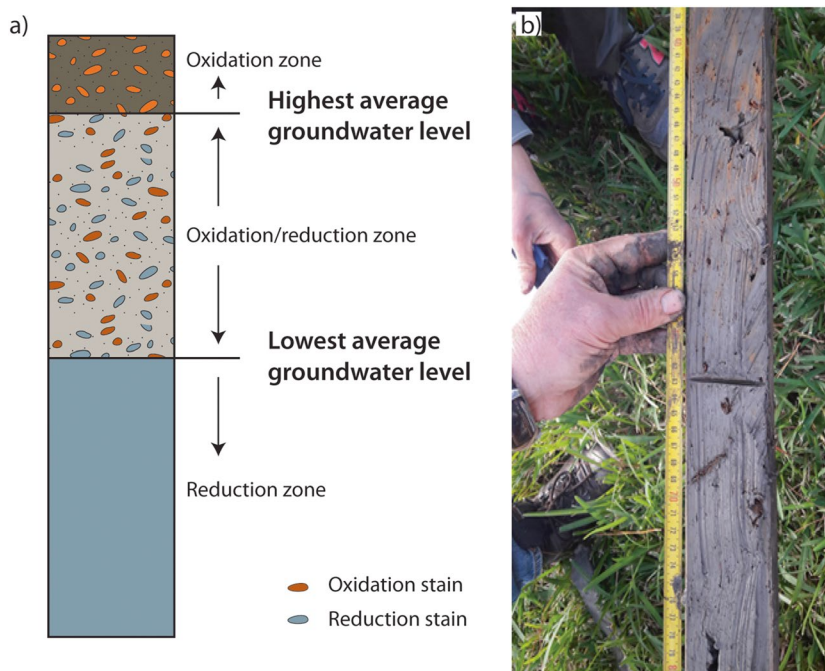 a)
Oxidation zone
Highest average
groundwater level
Oxidation/reduction zone
Lowest average
groundwater level
Reduction zone
Oxidation stain
Reduction stain
b)